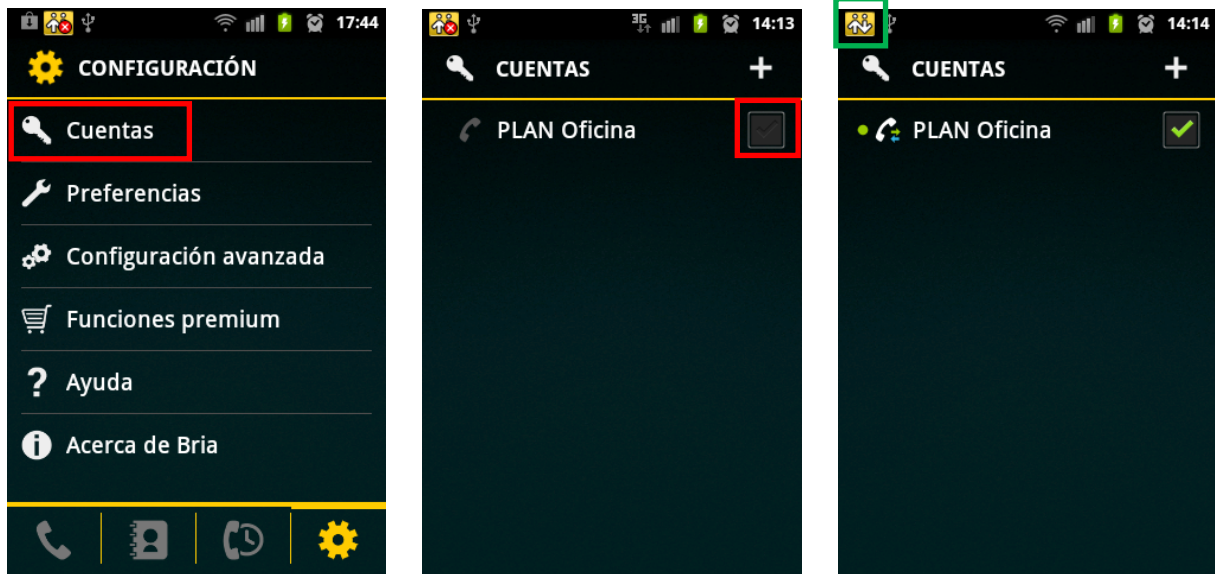 17:44
CONFIGURACIÓN
Cuentas
Preferencias
Configuración avanzada
Funciones premium
? Ayuda
Acerca de Bria
3G 14:13
CUENTAS +
PLAN Oficina
14:14
CUENTAS +
PLAN Oficina